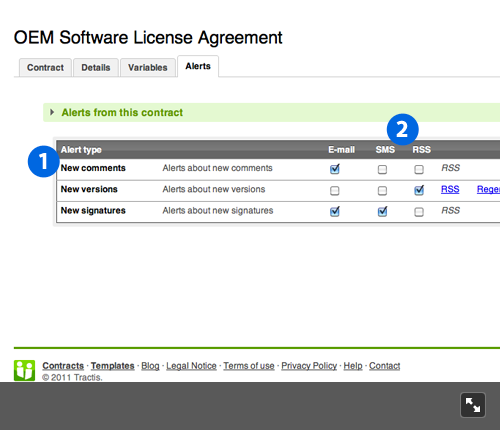 OEM Software License Agreement
Contract Details Variables Alerts
Alerts from this contract
2
Alert type E-mail SMS RSS
1
New comments Alerts about new comments RSS
New versions Alerts about new versions RSS
New signatures Alerts about new signatures RSS
Contracts · Templates · Blog · Legal Notice · Terms of use · Privacy Policy · Help · Contact
© 2011 Tractis.